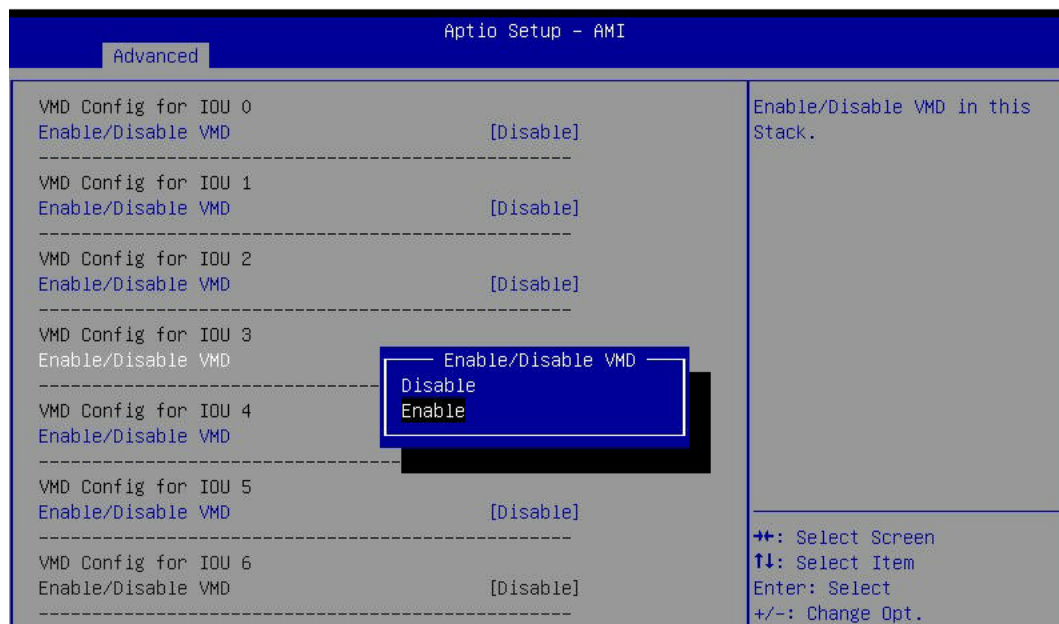 Aptio Setup – AMI
Advanced
VMD Config for IOU 0
Enable/Disable VMD [Disable]
VMD Config for IOU 1
Enable/Disable VMD [Disable]
VMD Config for IOU 2
Enable/Disable VMD [Disable]
VMD Config for IOU 3
Enable/Disable VMD
VMD Config for IOU 4
Enable/Disable VMD
VMD Config for IOU 5
Enable/Disable VMD [Disable]
VMD Config for IOU 6
Enable/Disable VMD [Disable]
Enable/Disable VMD
Disable
Enable
Enable/Disable VMD in this
Stack.
→←: Select Screen
↑↓: Select Item
Enter: Select
+/-: Change Opt.